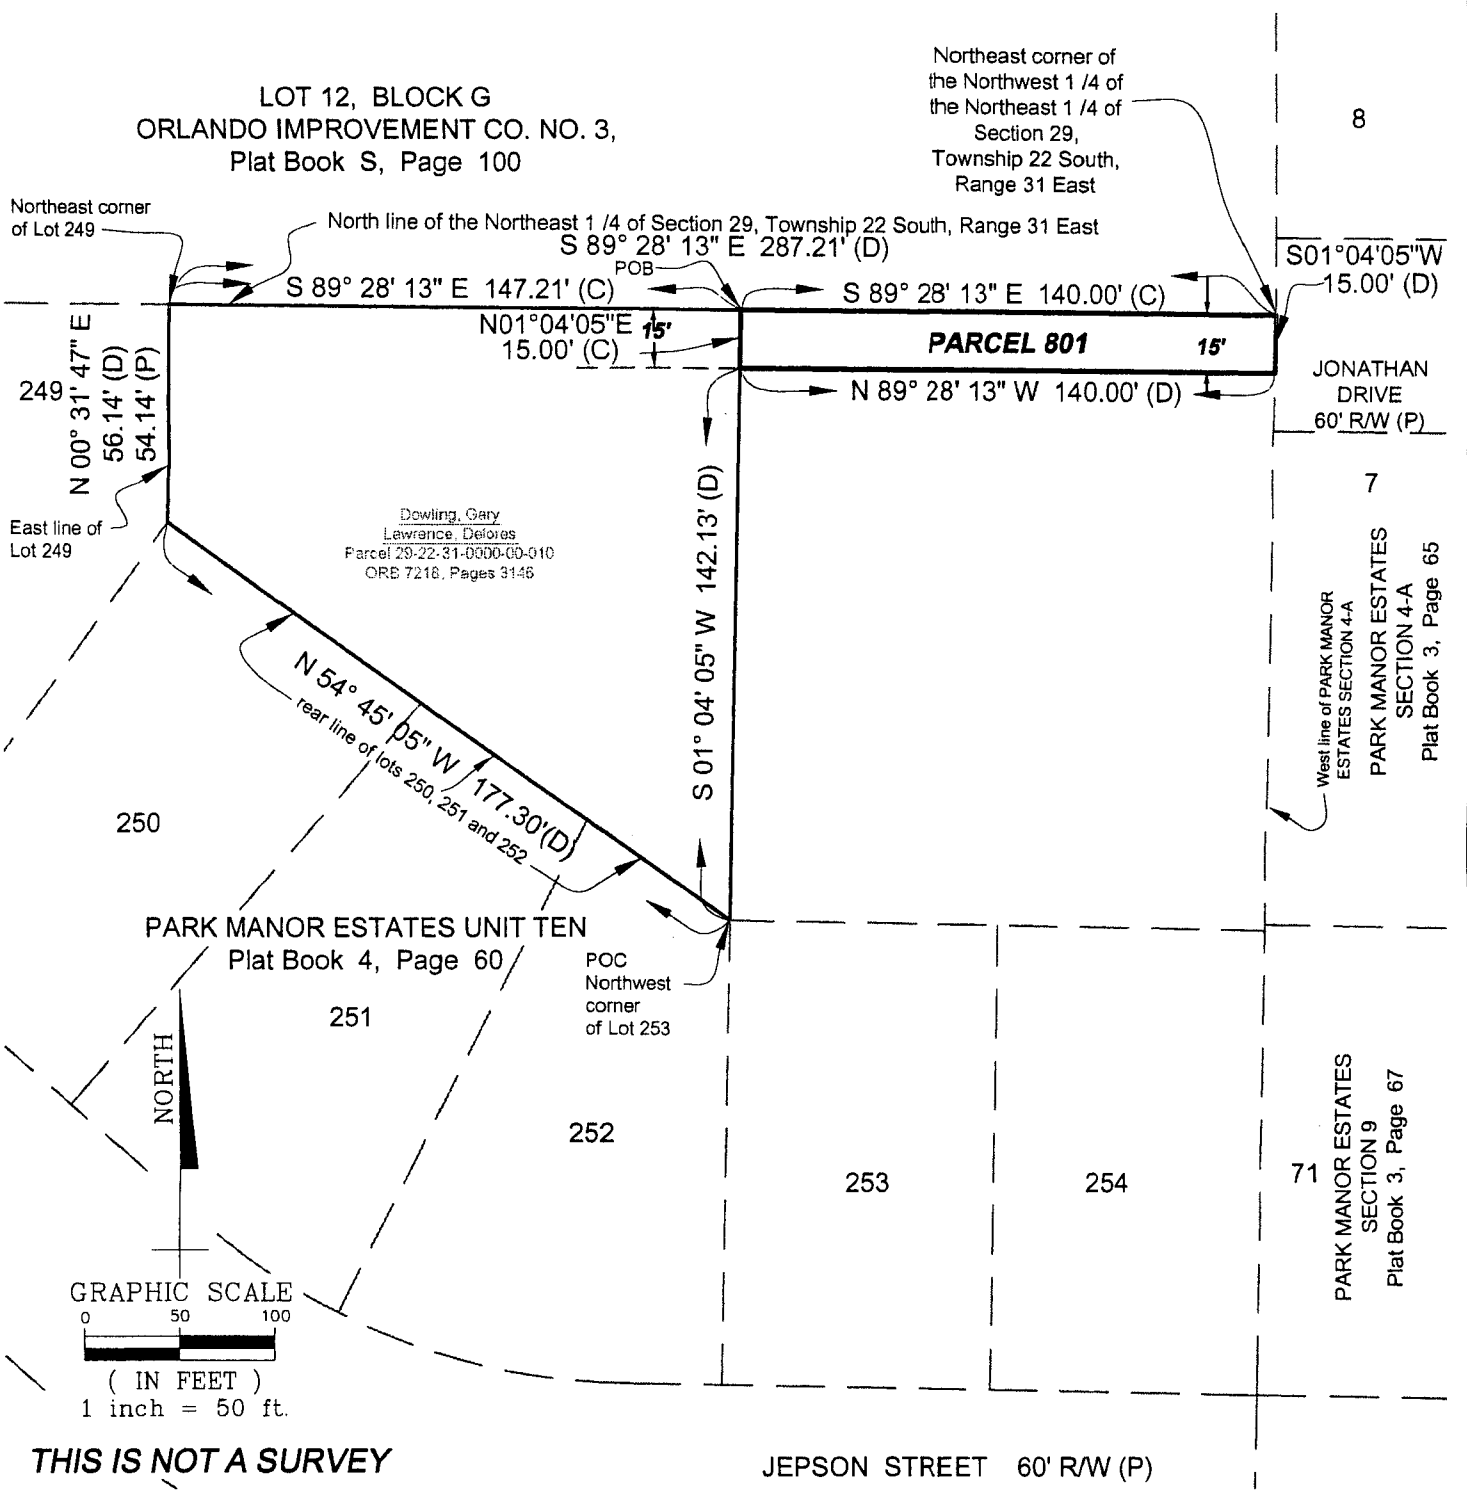 LOT 12, BLOCK G
ORLANDO IMPROVEMENT CO. NO. 3,
Plat Book S, Page 100
Northeast corner of
the Northwest 1 /4 of
the Northeast 1 /4 of
Section 29,
Township 22 South,
Range 31 East
8
Northeast corner
of Lot 249
North line of the Northeast 1 /4 of Section 29, Township 22 South, Range 31 East
S 89° 28' 13" E 287.21' (D)
POB
S 89° 28' 13" E 147.21' (C)
S 89° 28' 13" E 140.00' (C)
S01°04'05"W
15.00' (D)
N01°04'05"E
15.00' (C)
15'
PARCEL 801
15'
N 89° 28' 13" W 140.00' (D)
JONATHAN
DRIVE
60' R/W (P)
249
N 00° 31' 47" E
56.14' (D)
54.14' (P)
East line of
Lot 249
Dowling, Gary
Lawrence, Delores
Parcel 29-22-31-0000-00-010
ORB 7218, Pages 3146
S 01° 04' 05" W 142.13' (D)
7
PARK MANOR ESTATES
SECTION 4-A
Plat Book 3, Page 65
West line of PARK MANOR
ESTATES SECTION 4-A
N 54° 45' 05" W 177.30'(D)
rear line of lots 250, 251 and 252
250
PARK MANOR ESTATES UNIT TEN
Plat Book 4, Page 60
POC
Northwest
corner
of Lot 253
251
NORTH
252
253
254
71
PARK MANOR ESTATES
SECTION 9
Plat Book 3, Page 67
GRAPHIC SCALE
0 50 100
( IN FEET )
1 inch = 50 ft.
THIS IS NOT A SURVEY
JEPSON STREET 60' R/W (P)